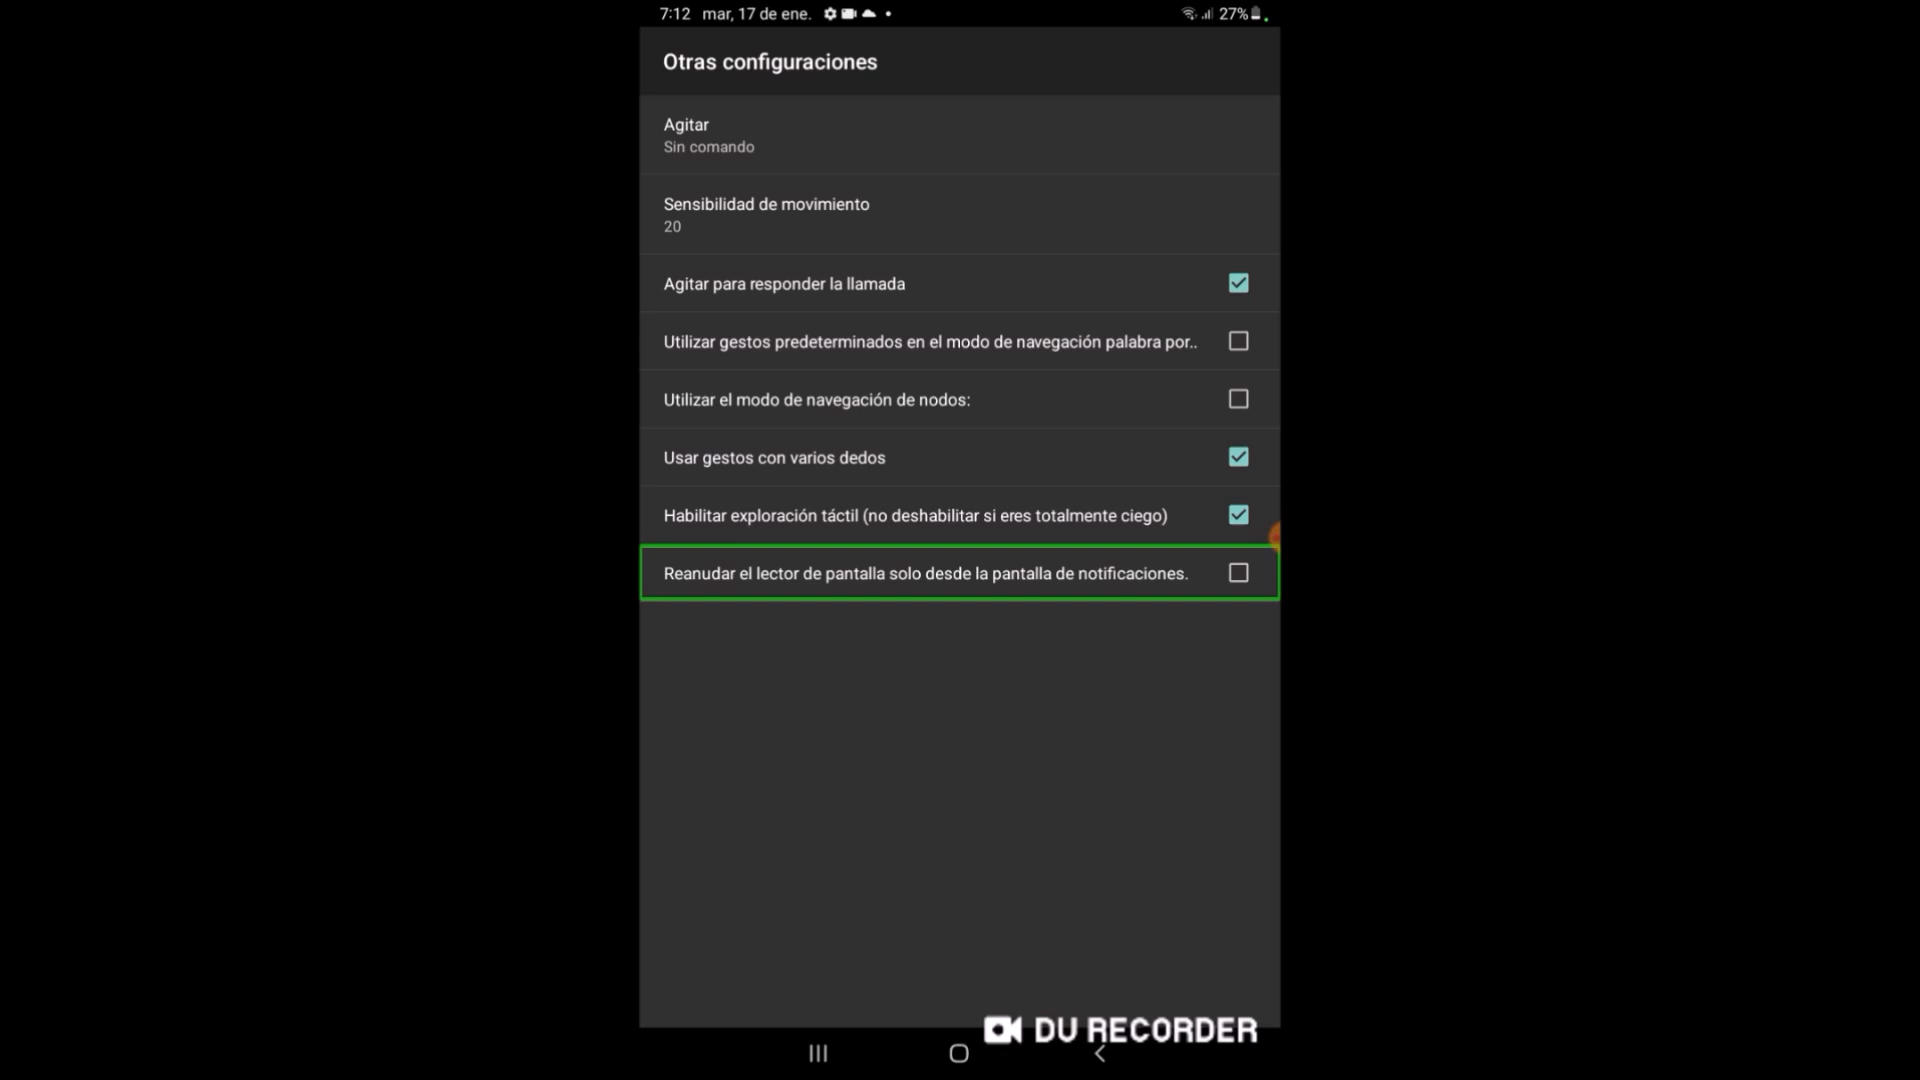 7:12 mar, 17 de ene. 27%
Otras configuraciones
Agitar
Sin comando
Sensibilidad de movimiento
20
Agitar para responder la llamada
Utilizar gestos predeterminados en el modo de navegación palabra por..
Utilizar el modo de navegación de nodos:
Usar gestos con varios dedos
Habilitar exploración táctil (no deshabilitar si eres totalmente ciego)
Reanudar el lector de pantalla solo desde la pantalla de notificaciones.
DU RECORDER